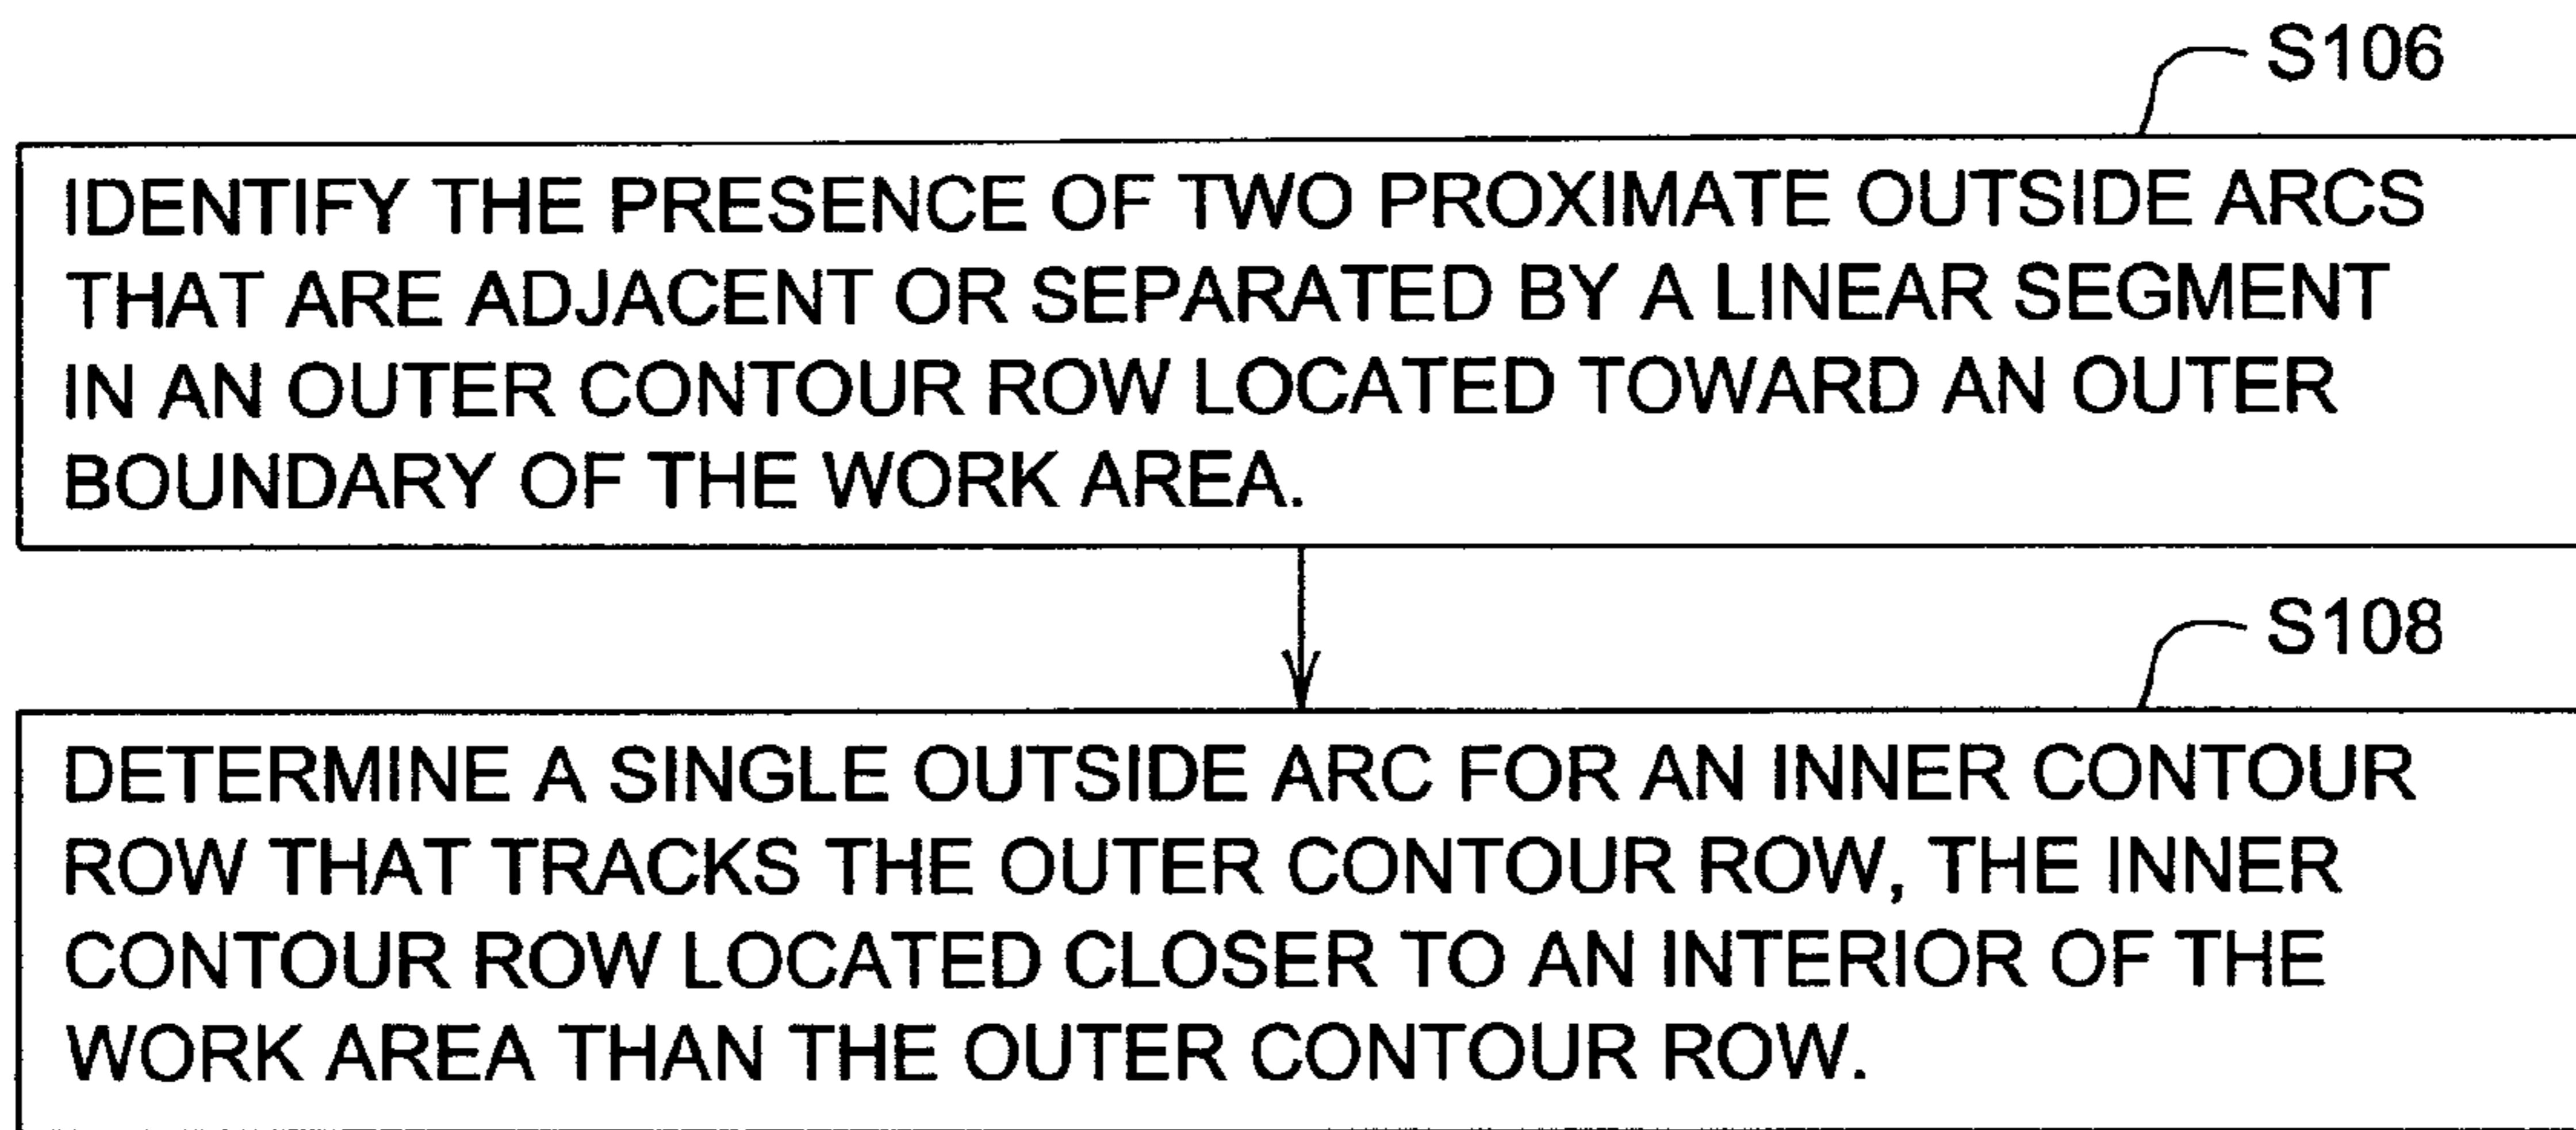 S106
IDENTIFY THE PRESENCE OF TWO PROXIMATE OUTSIDE ARCS
THAT ARE ADJACENT OR SEPARATED BY A LINEAR SEGMENT
IN AN OUTER CONTOUR ROW LOCATED TOWARD AN OUTER
BOUNDARY OF THE WORK AREA.
S108
DETERMINE A SINGLE OUTSIDE ARC FOR AN INNER CONTOUR
ROW THAT TRACKS THE OUTER CONTOUR ROW, THE INNER
CONTOUR ROW LOCATED CLOSER TO AN INTERIOR OF THE
WORK AREA THAN THE OUTER CONTOUR ROW.